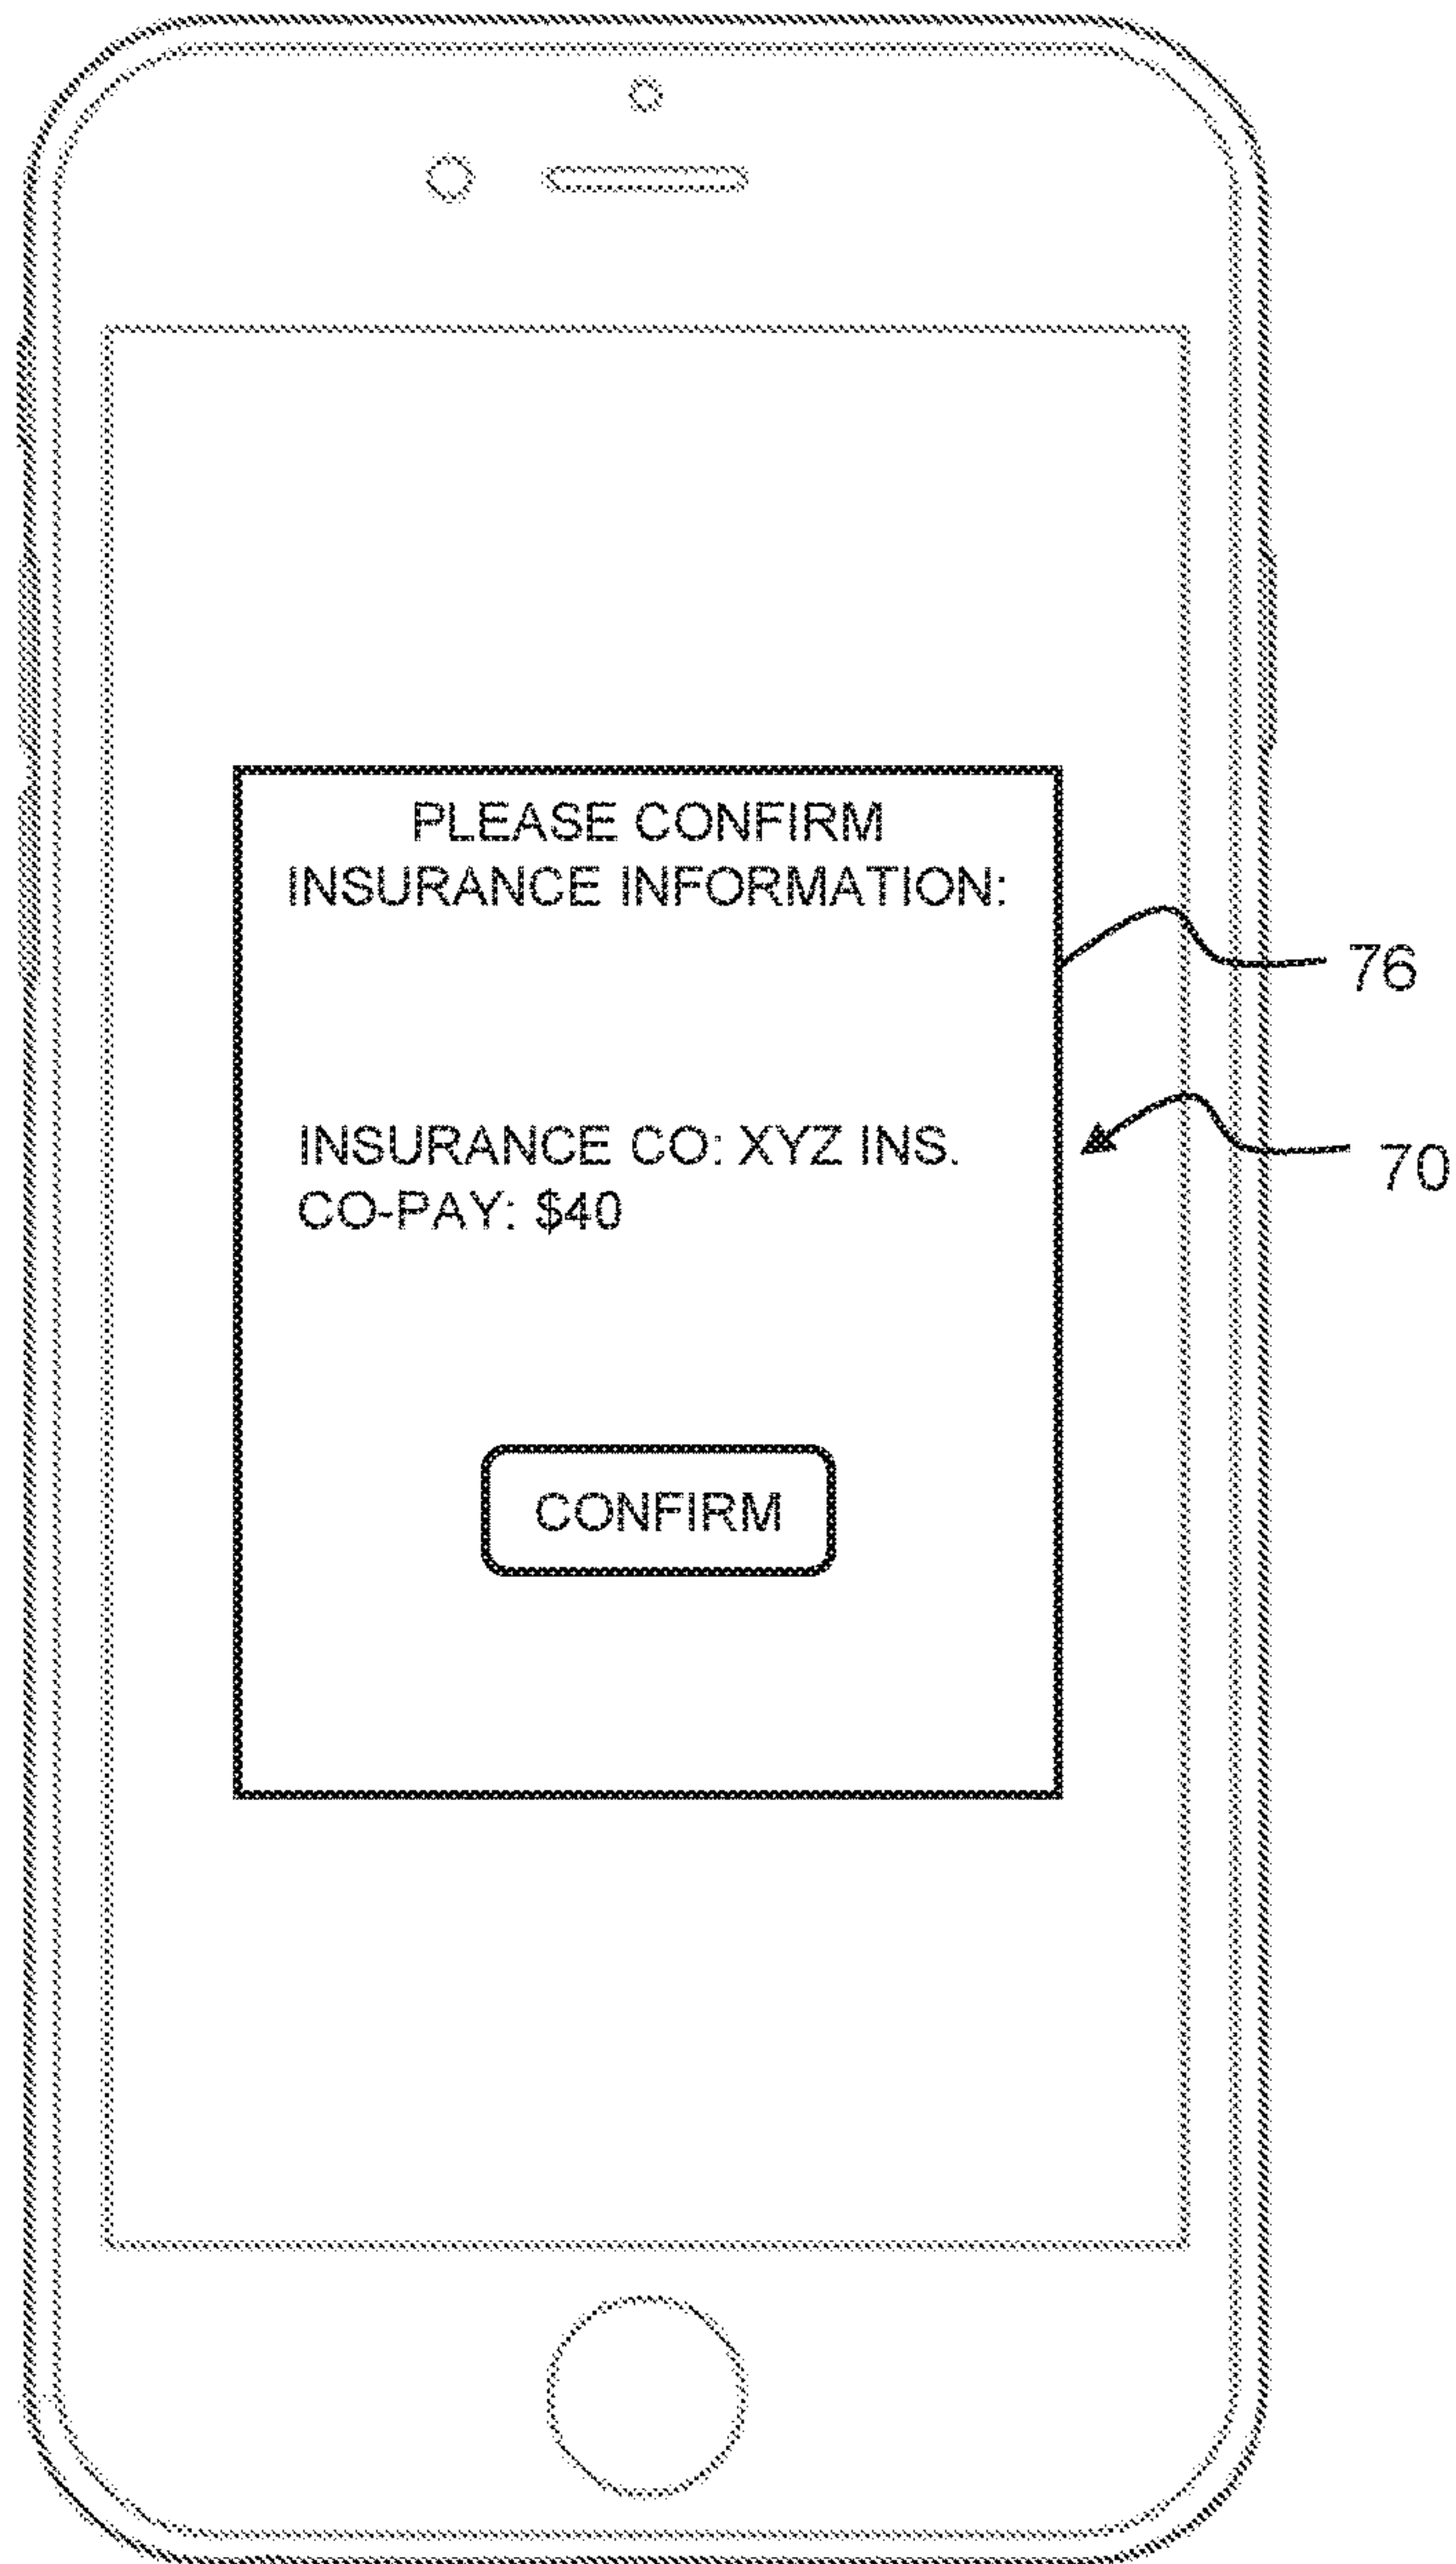 PLEASE CONFIRM
INSURANCE INFORMATION:
76
INSURANCE CO: XYZ INS.
70
CO-PAY: $40
CONFIRM